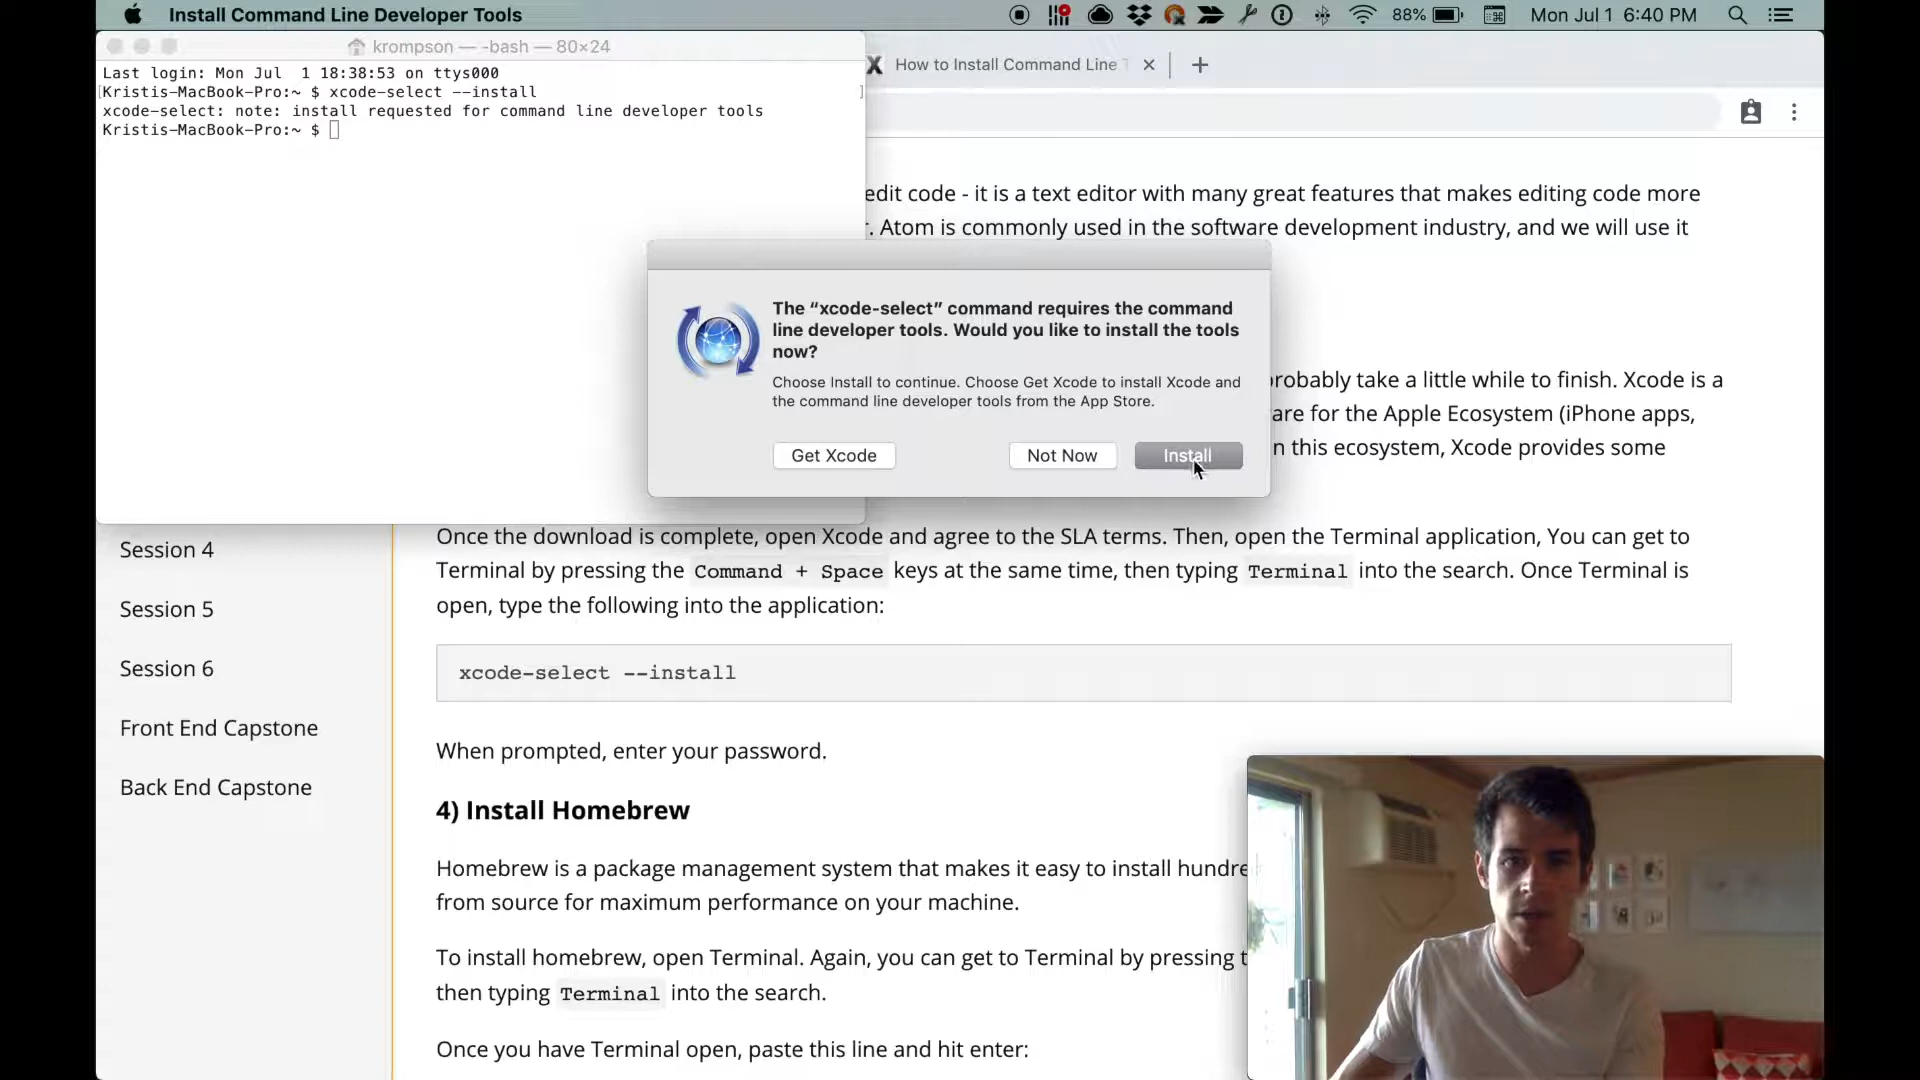 Install Command Line Developer Tools
88%
Mon Jul 1 6:40 PM
krompson — -bash — 80×24
Last login: Mon Jul  1 18:38:53 on ttys000
[Kristis-MacBook-Pro:~ $ xcode-select --install ]
xcode-select: note: install requested for command line developer tools
Kristis-MacBook-Pro:~ $
How to Install Command Line
edit code - it is a text editor with many great features that makes editing code more
. Atom is commonly used in the software development industry, and we will use it
The “xcode-select” command requires the command
line developer tools. Would you like to install the tools
now?
Choose Install to continue. Choose Get Xcode to install Xcode and
the command line developer tools from the App Store.
Get Xcode
Not Now
Install
probably take a little while to finish. Xcode is a
are for the Apple Ecosystem (iPhone apps,
n this ecosystem, Xcode provides some
Once the download is complete, open Xcode and agree to the SLA terms. Then, open the Terminal application, You can get to
Terminal by pressing the Command + Space keys at the same time, then typing Terminal into the search. Once Terminal is
open, type the following into the application:
xcode-select --install
When prompted, enter your password.
4) Install Homebrew
Homebrew is a package management system that makes it easy to install hundre
from source for maximum performance on your machine.
To install homebrew, open Terminal. Again, you can get to Terminal by pressing t
then typing Terminal into the search.
Once you have Terminal open, paste this line and hit enter:
Session 4
Session 5
Session 6
Front End Capstone
Back End Capstone